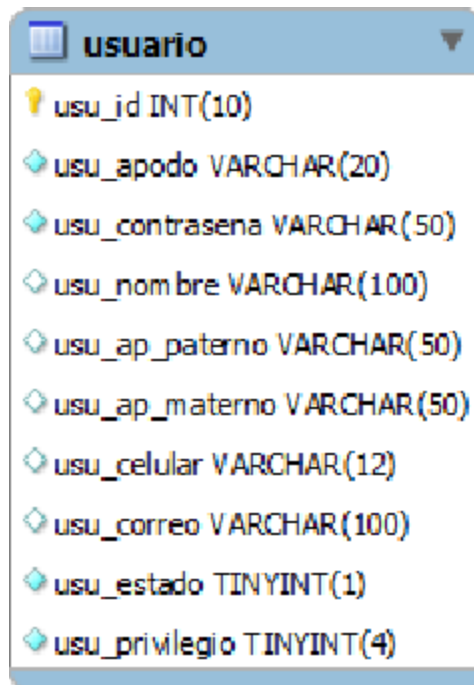 usuario
usu_id INT(10)
usu_apodo VARCHAR(20)
usu_contrasena VARCHAR(50)
usu_nombre VARCHAR(100)
usu_ap_paterno VARCHAR(50)
usu_ap_materno VARCHAR(50)
usu_celular VARCHAR(12)
usu_correo VARCHAR(100)
usu_estado TINYINT(1)
usu_privilegio TINYINT(4)